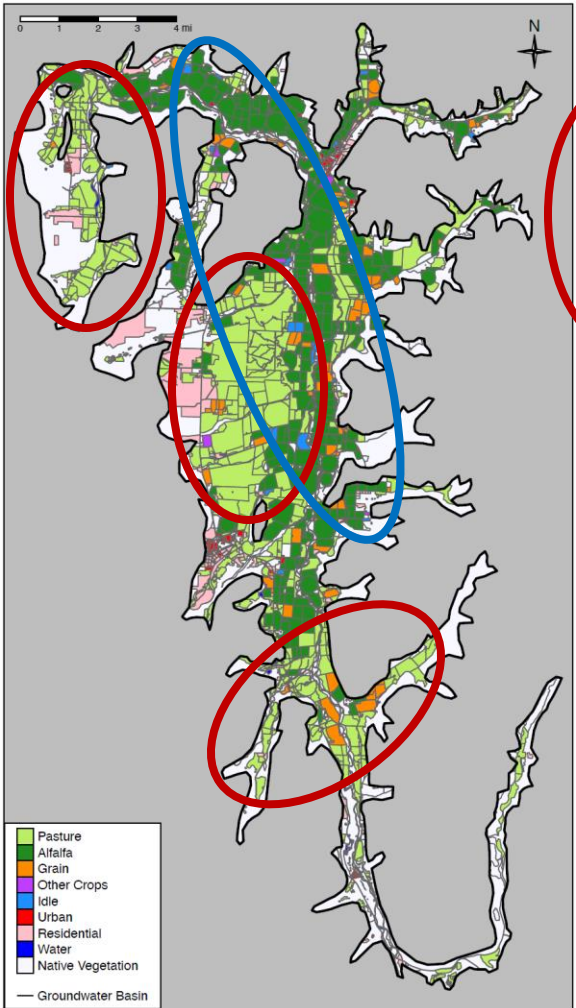 0 1 2 3 4 mi
N
Pasture
Alfalfa
Grain
Other Crops
Idle
Urban
Residential
Water
Native Vegetation
Groundwater Basin